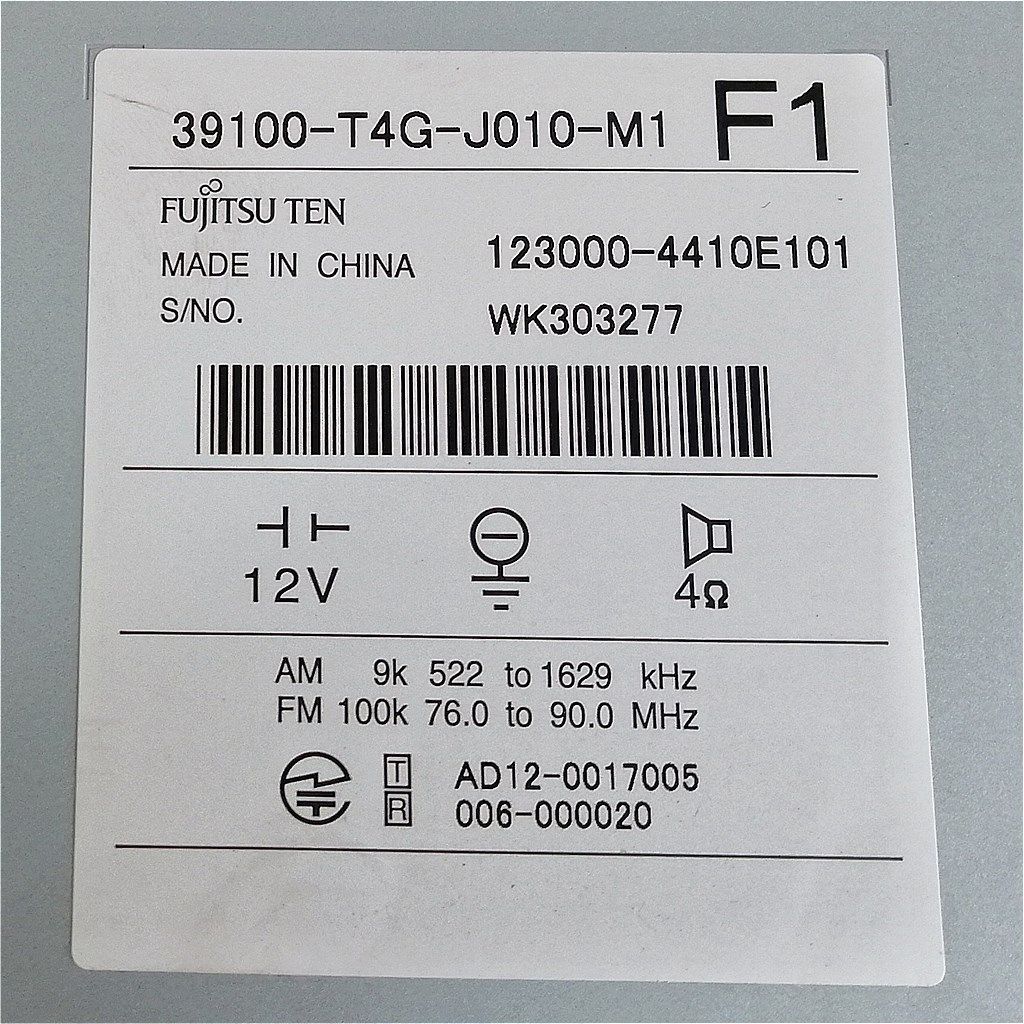 39100-T4G-J010-M1 F1
FUJITSU TEN
MADE IN CHINA 123000-4410E101
S/NO. WK303277
12V 4Ω
AM 9k 522 to 1629 kHz
FM 100k 76.0 to 90.0 MHz
T AD12-0017005
R 006-000020